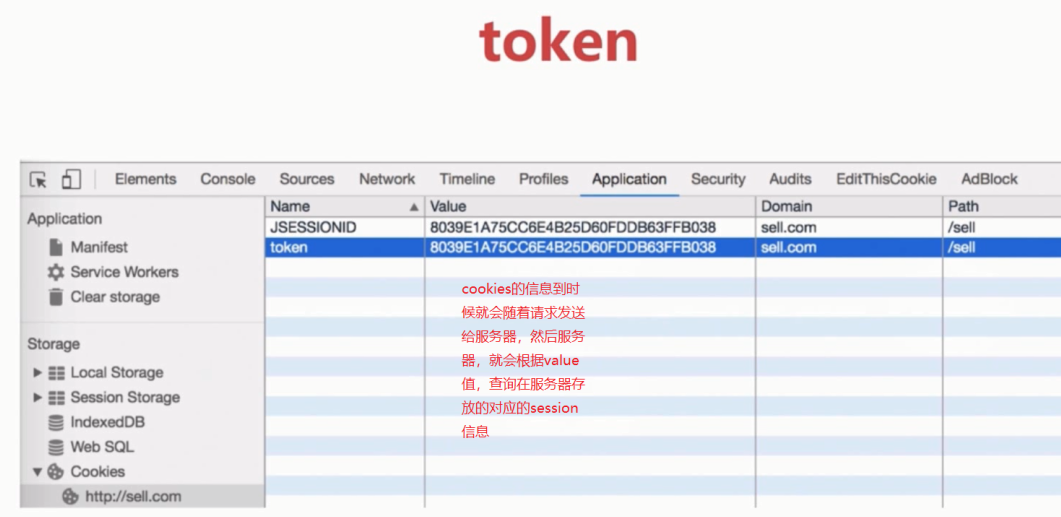 token
Elements Console Sources Network Timeline Profiles Application Security Audits EditThisCookie AdBlock
Application
Manifest
Service Workers
Clear storage
Storage
Local Storage
Session Storage
IndexedDB
Web SQL
Cookies
http://sell.com
Name Value Domain Path
JSESSIONID 8039E1A75CC6E4B25D60FDDB63FFB038 sell.com /sell
token 8039E1A75CC6E4B25D60FDDB63FFB038 sell.com /sell
cookies的信息到时
候就会随着请求发送
给服务器，然后服务
器，就会根据value
值，查询在服务器存
放的对应的session
信息